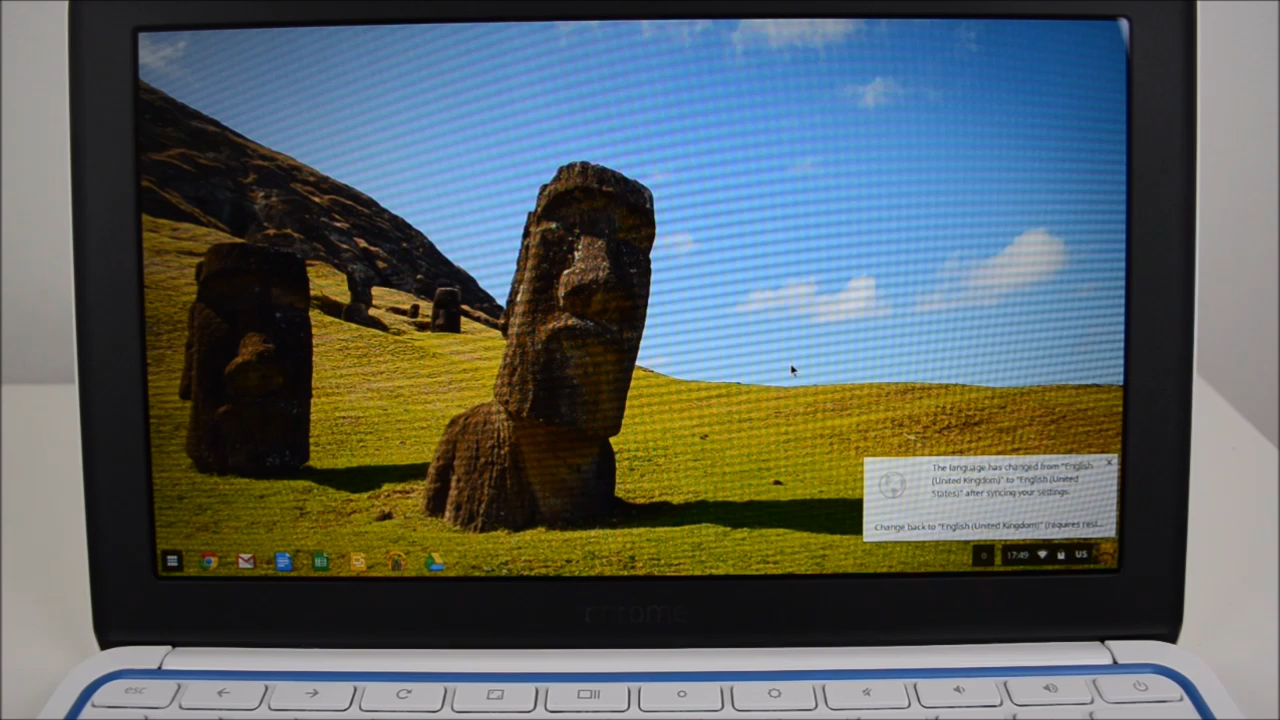 The language has changed from "English
(United Kingdom)" to "English (United
States)" after syncing your settings.
Change back to "English (United Kingdom)" (requires rest...
17:49 US
chrome
esc